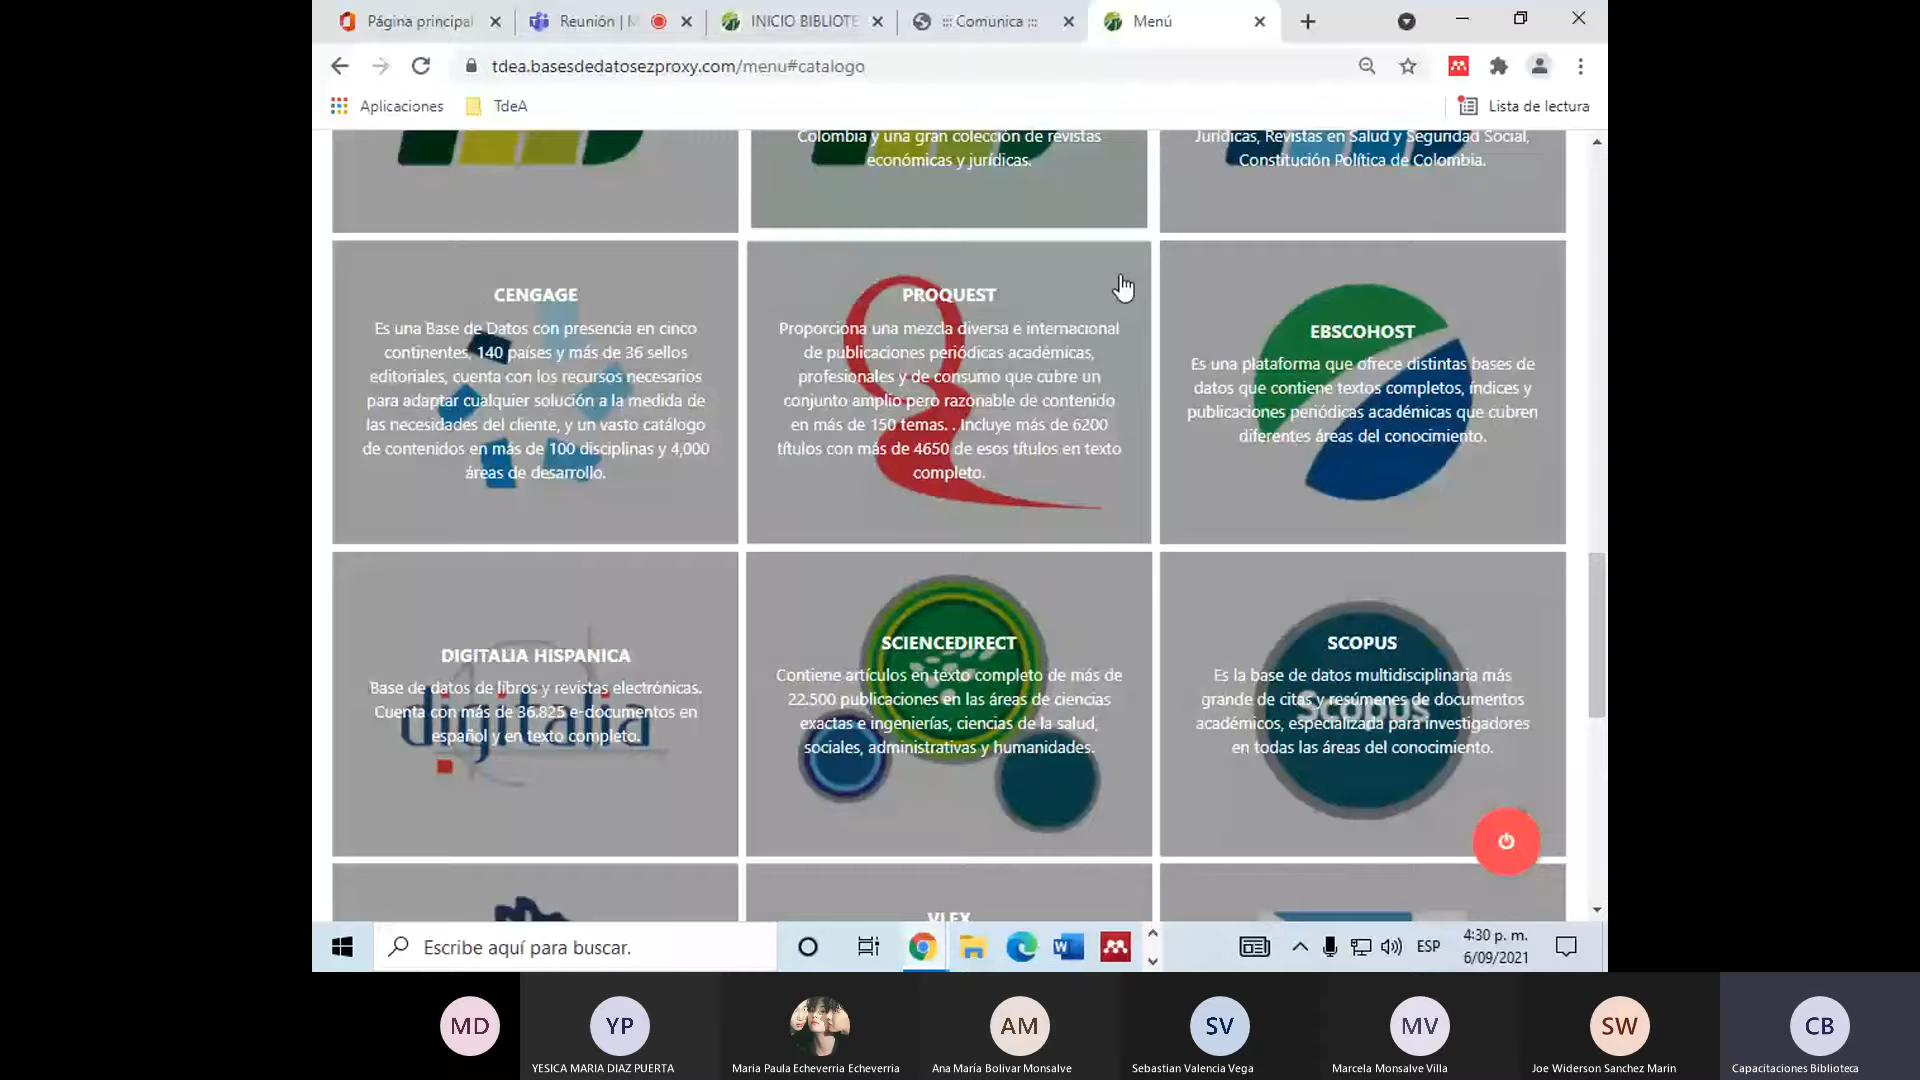 Página principal
Reunión | M
INICIO BIBLIOTE
::: Comunica :::
Menú
tdea.basesdedatosezproxy.com/menu#catalogo
Aplicaciones
TdeA
Lista de lectura
Colombia y una gran colección de revistas
económicas y jurídicas.
Jurídicas, Revistas en Salud y Seguridad Social,
Constitución Política de Colombia.
CENGAGE
Es una Base de Datos con presencia en cinco
continentes, 140 países y más de 36 sellos
editoriales, cuenta con los recursos necesarios
para adaptar cualquier solución a la medida de
las necesidades del cliente, y un vasto catálogo
de contenidos en más de 100 disciplinas y 4,000
áreas de desarrollo.
PROQUEST
Proporciona una mezcla diversa e internacional
de publicaciones periódicas académicas,
profesionales y de consumo que cubre un
conjunto amplio pero razonable de contenido
en más de 150 temas. . Incluye más de 6200
títulos con más de 4650 de esos títulos en texto
completo.
EBSCOHOST
Es una plataforma que ofrece distintas bases de
datos que contiene textos completos, índices y
publicaciones periódicas académicas que cubren
diferentes áreas del conocimiento.
DIGITALIA HISPANICA
Base de datos de libros y revistas electrónicas.
Cuenta con más de 36,825 e-documentos en
español y en texto completo.
digitalia
SCIENCEDIRECT
Contiene artículos en texto completo de más de
22.500 publicaciones en las áreas de ciencias
exactas e ingenierías, ciencias de la salud,
sociales, administrativas y humanidades.
SCOPUS
Es la base de datos multidisciplinaria más
grande de citas y resúmenes de documentos
académicos, especializada para investigadores
en todas las áreas del conocimiento.
Scopus
VLEX
Escribe aquí para buscar.
ESP
4:30 p. m.
6/09/2021
MD
YP
AM
SV
MV
SW
CB
YESICA MARIA DIAZ PUERTA
Maria Paula Echeverria Echeverria
Ana María Bolivar Monsalve
Sebastian Valencia Vega
Marcela Monsalve Villa
Joe Widerson Sanchez Marin
Capacitaciones Biblioteca